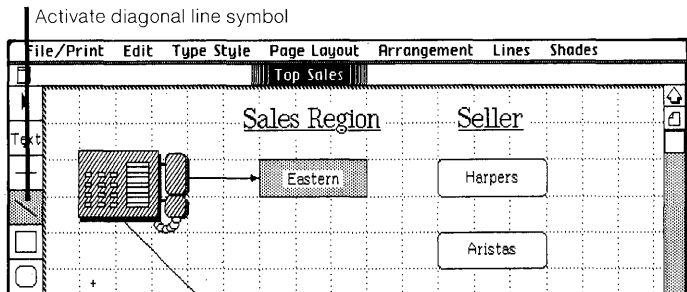 Activate diagonal line symbol
File/Print Edit Type Style Page Layout Arrangement Lines Shades
Top Sales
Sales Region Seller
Text
Eastern Harpers
Aristas